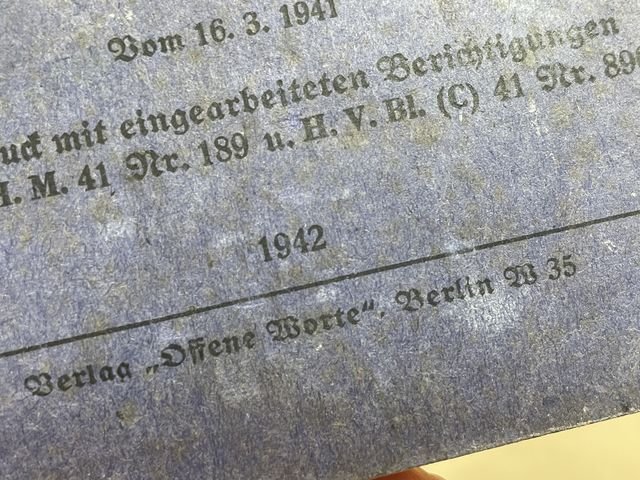 Vom 16. 3. 1941
uck mit eingearbeiteten Berichtigungen
H. M. 41 Nr. 189 u. H. V. Bl. (C) 41 Nr. 896
1942
Verlag „Offene Worte“, Berlin W 35